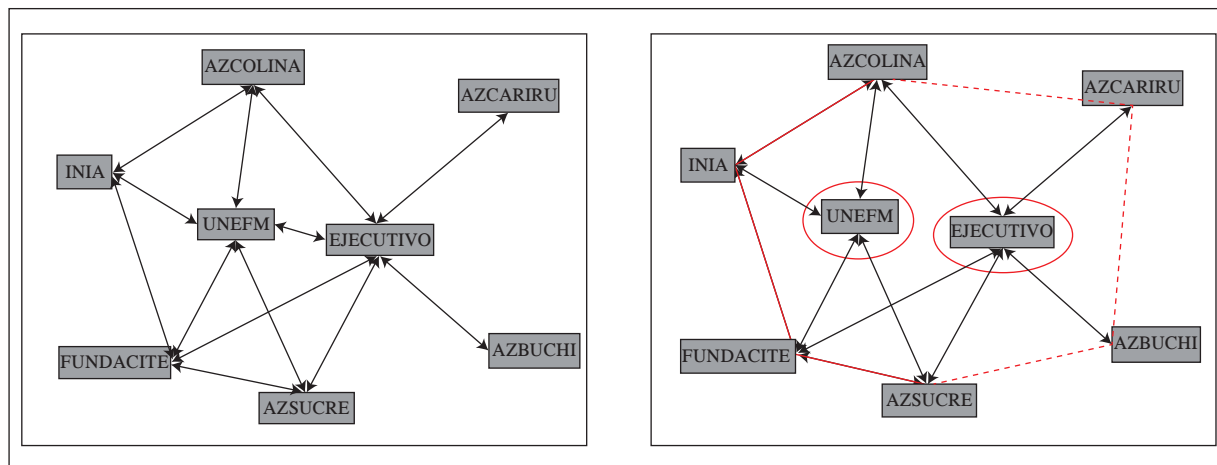 AZCOLINA
AZCARIRU
INIA
UNEFM
EJECUTIVO
FUNDACITE
AZBUCHI
AZSUCRE
AZCOLINA
AZCARIRU
INIA
UNEFM
EJECUTIVO
FUNDACITE
AZBUCHI
AZSUCRE